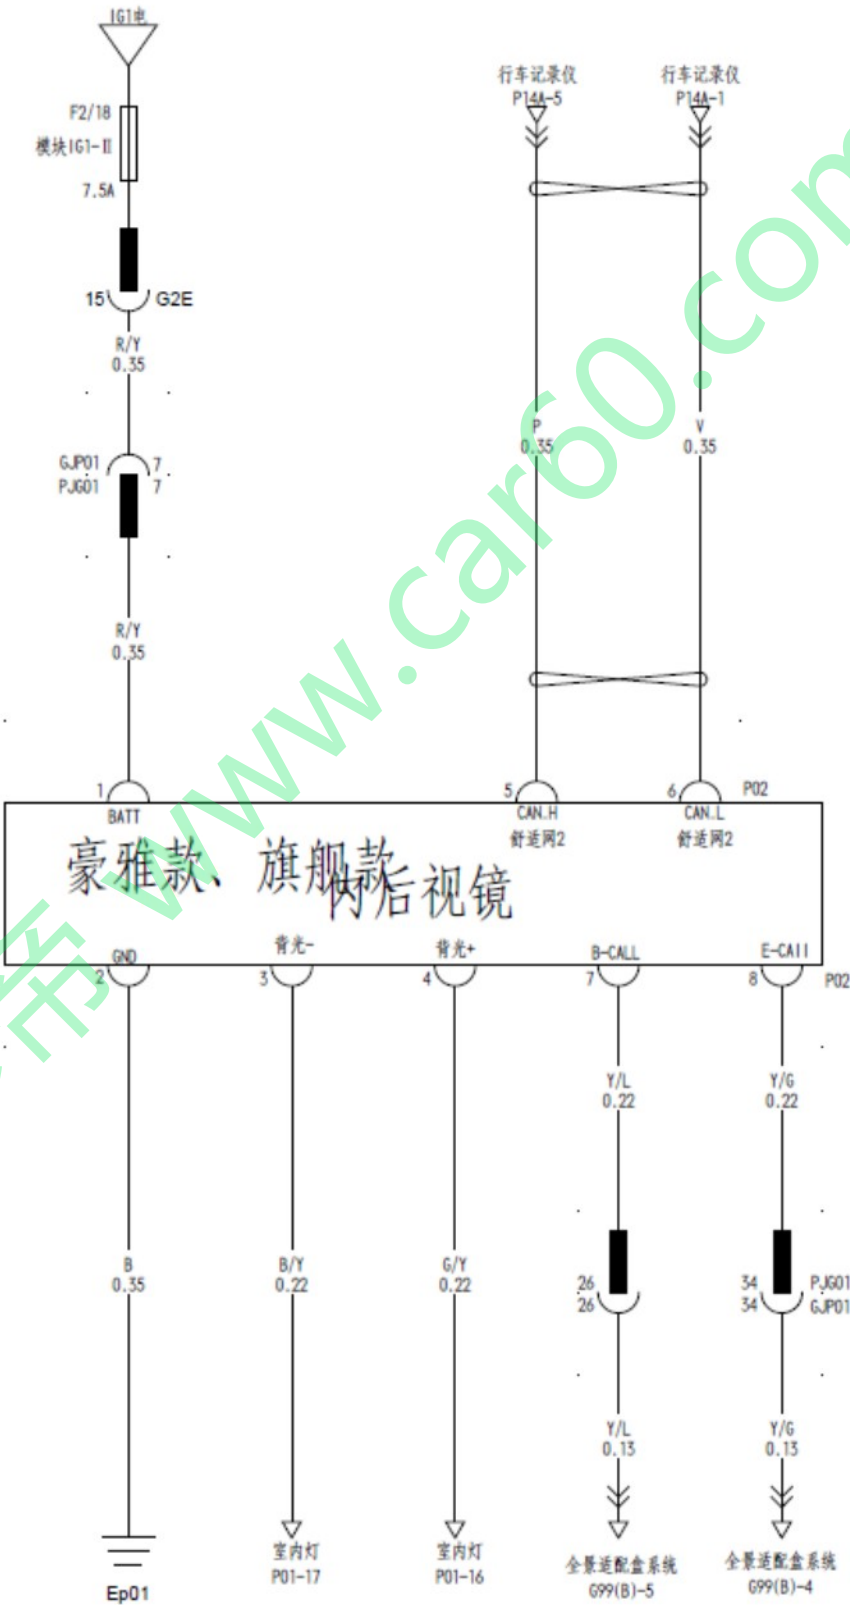 IG1电
行车记录仪
P14A-5
行车记录仪
P14A-1
F2/18
模块IG1-Ⅱ
7.5A
15
G2E
R/Y
0.35
P
0.35
V
0.35
GJP01
7
PJG01
7
R/Y
0.35
1
5
6
P02
BATT
CAN.H
舒适网2
CAN.L
舒适网2
豪雅款、旗舰款
内后视镜
GND
背光-
背光+
B-CALL
E-CAll
2
3
4
7
8
P02
Y/L
0.22
Y/G
0.22
B
0.35
B/Y
0.22
G/Y
0.22
26
34
PJG01
26
34
GJP01
Y/L
0.13
Y/G
0.13
Ep01
室内灯
P01-17
室内灯
P01-16
全景适配盒系统
G99(B)-5
全景适配盒系统
G99(B)-4
帝 www.car60.com